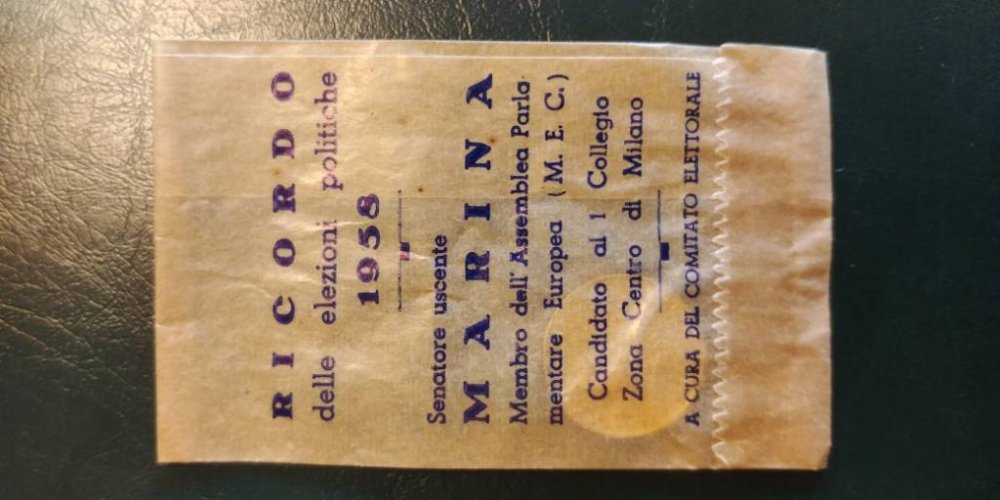 RICORDO
delle elezioni politiche
1958
Senatore uscente
MARINA
Membro dell' Assemblea Parla-
mentare Europea (M. E. C.)
Candidato al 1 Collegio
Zona Centro di Milano
A CURA DEL COMITATO ELETTORALE